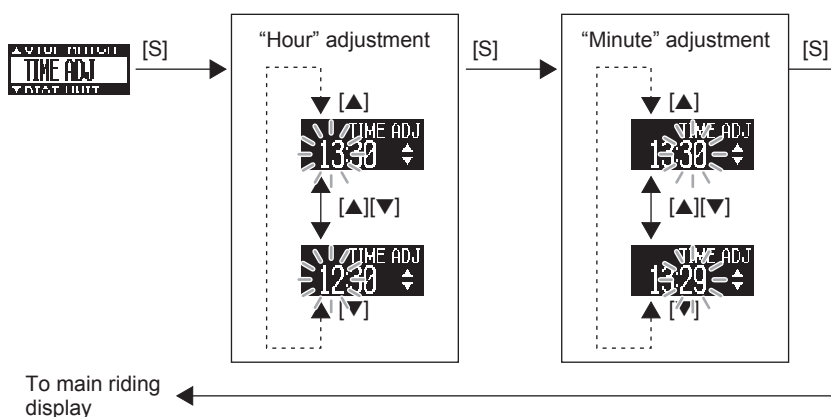 TIME ADJ
[S]
“Hour” adjustment
[▲]
TIME ADJ
13:30
[▲][▼]
TIME ADJ
12:30
[▼]
[S]
“Minute” adjustment
[▲]
TIME ADJ
13:30
[▲][▼]
TIME ADJ
13:29
[▼]
[S]
To main riding
display